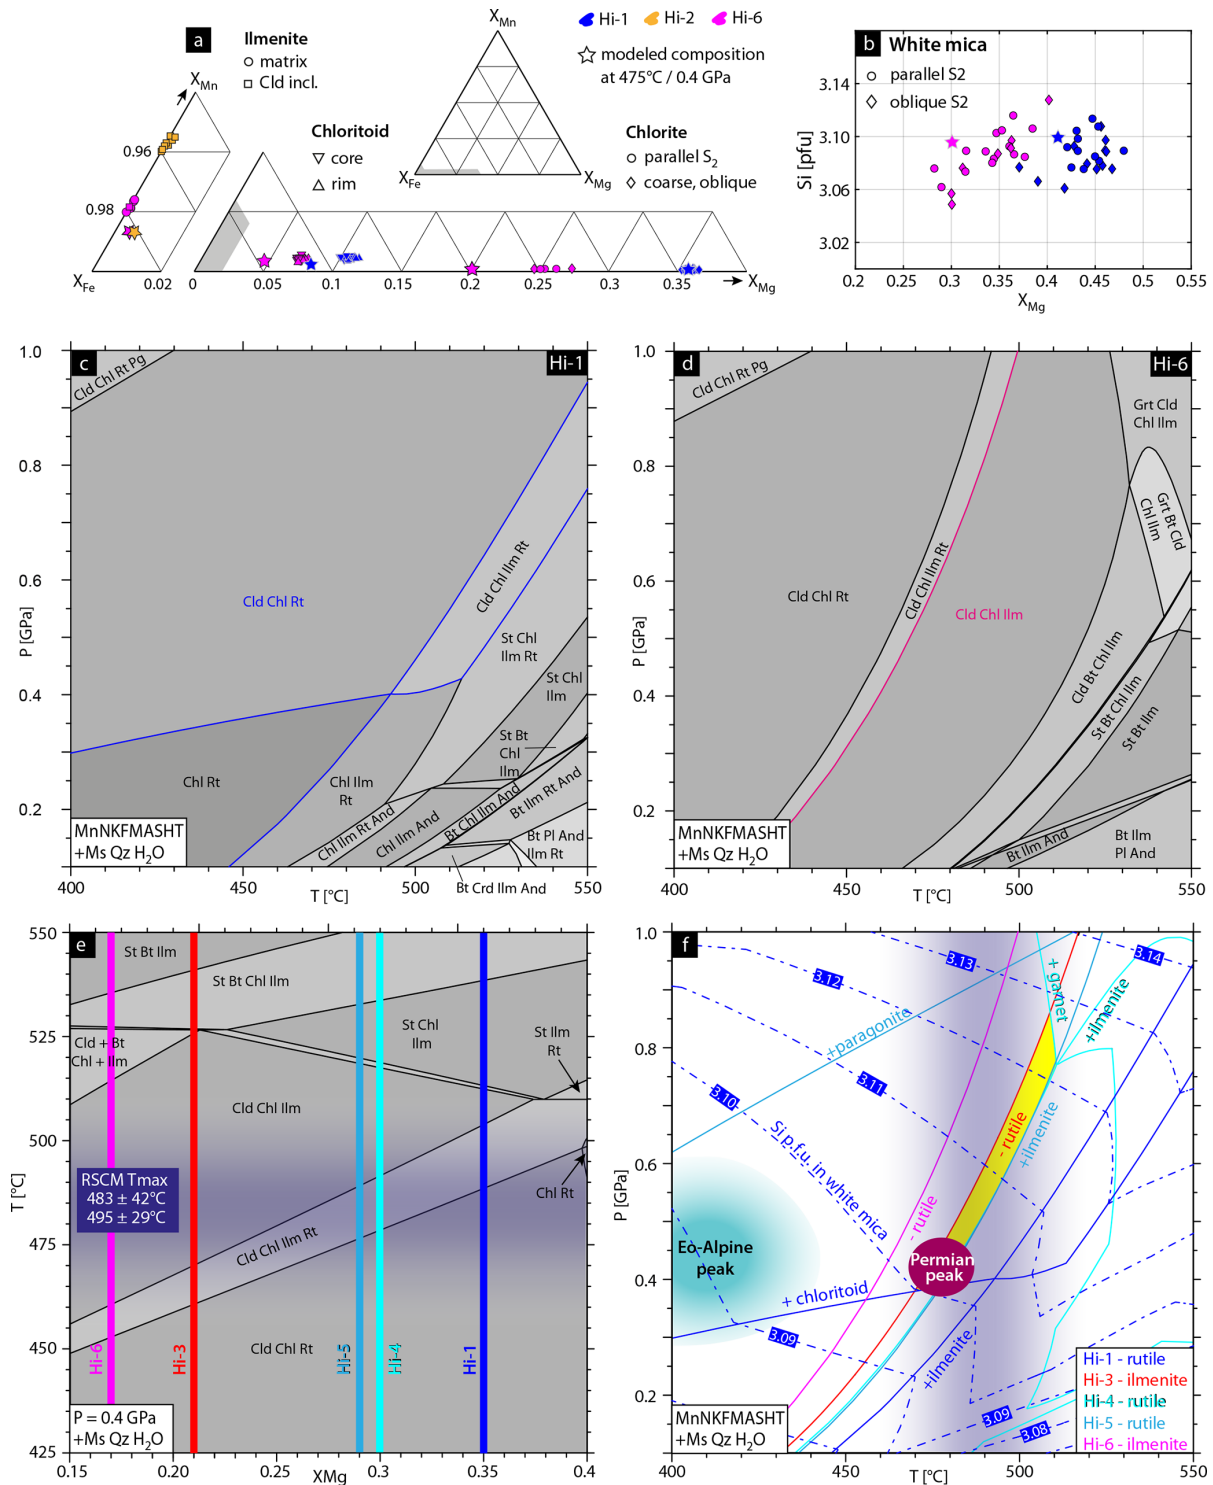 a
Ilmenite
matrix
Cld incl.
X Mn
0.96
0.98
X Fe
0.02
0
0.05
0.1
0.15
0.2
0.25
0.3
0.35
X Mg
Chloritoid
core
rim
X Mn
X Fe
X Mg
Hi-1
Hi-2
Hi-6
modeled composition
at 475°C / 0.4 GPa
Chlorite
parallel S2
coarse, oblique
b
White mica
parallel S2
oblique S2
Si [pfu]
3.14
3.10
3.06
3.02
0.2
0.25
0.3
0.35
0.4
0.45
0.5
0.55
X Mg
c
Hi-1
Cld Chl Rt Pg
Cld Chl Rt
Cld Chl Ilm Rt
St Chl
Ilm Rt
St Chl
Ilm
St Bt
Chl
Ilm
Chl Rt
Chl Ilm
Rt
Chl Ilm Rt And
Chl Ilm And
Bt Chl Ilm And
Bt Ilm Rt And
Bt Pl And
Ilm Rt
Bt Crd Ilm And
MnNKFMASHT
+Ms Qz H2O
P [GPa]
1.0
0.8
0.6
0.4
0.2
400
450
500
550
T [°C]
d
Hi-6
Cld Chl Rt Pg
Cld Chl Rt
Cld Chl Ilm Rt
Cld Chl Ilm
Grt Cld
Chl Ilm
Grt Bt Cld
Chl Ilm
Cld Bt Chl Ilm
St Bt Chl Ilm
St Bt Ilm
Bt Ilm And
Bt Ilm
Pl And
MnNKFMASHT
+Ms Qz H2O
P [GPa]
1.0
0.8
0.6
0.4
0.2
400
450
500
550
T [°C]
e
St Bt Ilm
St Bt Chl Ilm
Cld + Bt
Chl + Ilm
St Chl
Ilm
St Ilm
Rt
Cld Chl Ilm
RSCM Tmax
483 ± 42°C
495 ± 29°C
Chl Rt
Cld Chl Ilm Rt
Cld Chl Rt
Hi-6
Hi-3
Hi-5
Hi-4
Hi-1
P = 0.4 GPa
+Ms Qz H2O
T [°C]
550
525
500
475
450
425
0.15
0.20
0.25
0.3
0.35
0.4
XMg
f
3.12
3.13
3.14
+ garnet
+ilmenite
+paragonite
3.11
3.10
- rutile
+ilmenite
Si p.f.u. in white mica
- rutile
Eo-Alpine
peak
Permian
peak
+ chloritoid
3.09
+ilmenite
3.09
3.08
Hi-1 - rutile
Hi-3 - ilmenite
Hi-4 - rutile
Hi-5 - rutile
Hi-6 - ilmenite
MnNKFMASHT
+Ms Qz H2O
P [GPa]
1.0
0.8
0.6
0.4
0.2
400
450
500
550
T [°C]